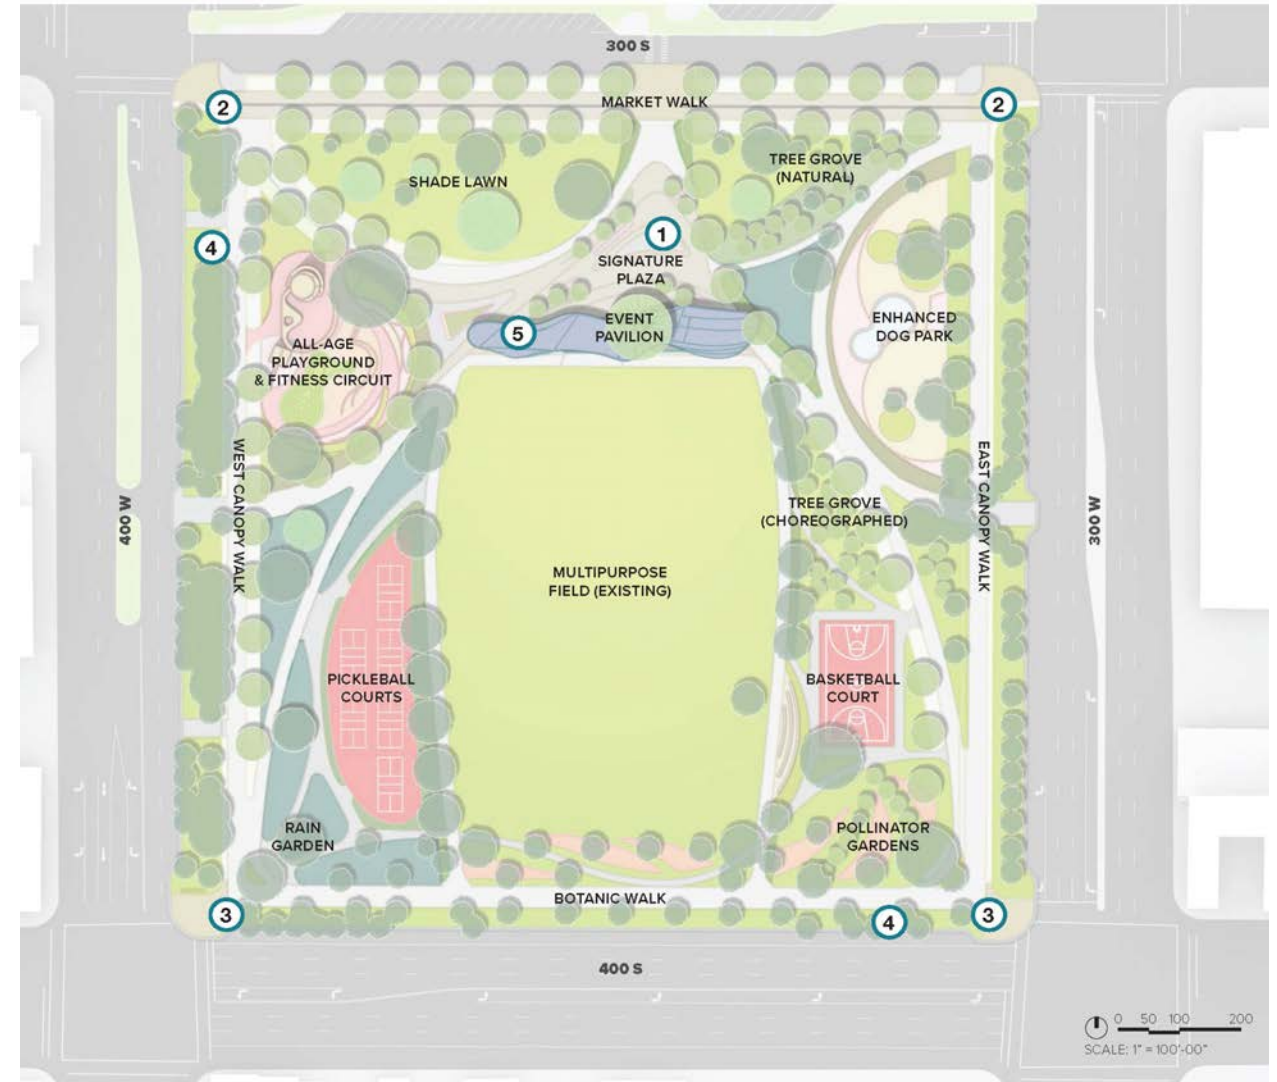 300 S
MARKET WALK
2
2
TREE GROVE
(NATURAL)
SHADE LAWN
1
4
SIGNATURE
PLAZA
5
EVENT
PAVILION
ENHANCED
DOG PARK
ALL-AGE
PLAYGROUND
& FITNESS CIRCUIT
WEST CANOPY WALK
EAST CANOPY WALK
400 W
300 W
TREE GROVE
(CHOREOGRAPHED)
MULTIPURPOSE
FIELD (EXISTING)
PICKLEBALL
COURTS
BASKETBALL
COURT
RAIN
GARDEN
POLLINATOR
GARDENS
BOTANIC WALK
3
4
3
400 S
0 50 100 200
SCALE: 1" = 100'-00"